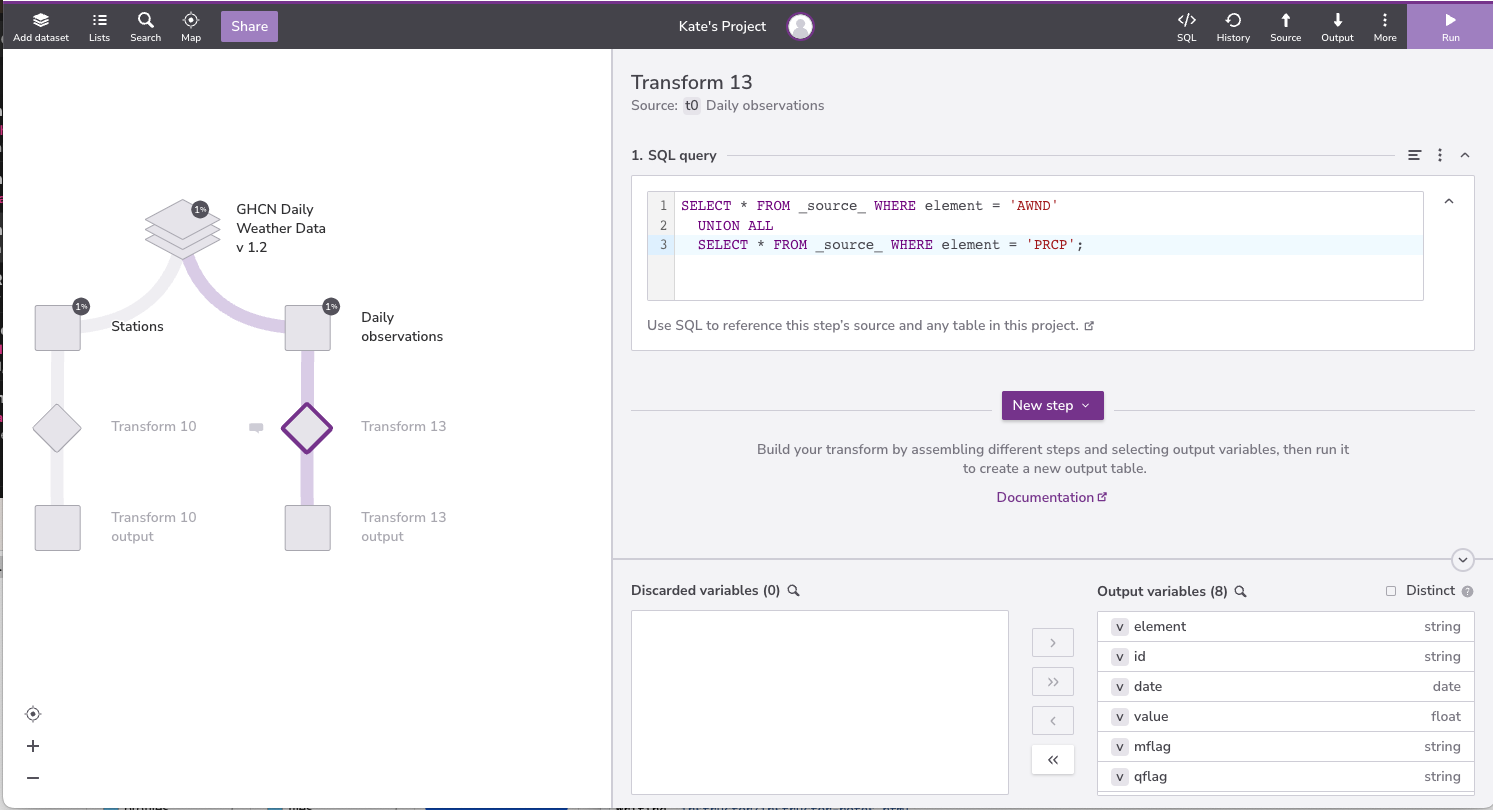 Add dataset
Lists
Search
Map
Share
Kate's Project
SQL
History
Source
Output
More
Run
GHCN Daily
Weather Data
v 1.2
1%
Stations
1%
Daily
observations
1%
Transform 10
Transform 13
Transform 10
output
Transform 13
output
Transform 13
Source: t0 Daily observations
1. SQL query
1 SELECT * FROM _source_ WHERE element = 'AWND'
2 UNION ALL
3 SELECT * FROM _source_ WHERE element = 'PRCP';
Use SQL to reference this step's source and any table in this project.
New step
Build your transform by assembling different steps and selecting output variables, then run it
to create a new output table.
Documentation
Discarded variables (0)
Output variables (8)
Distinct ?
v element string
v id string
v date date
v value float
v mflag string
v qflag string